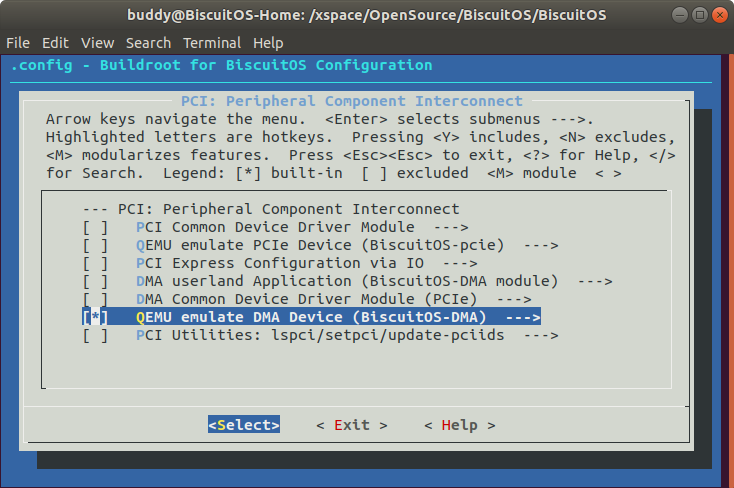 buddy@BiscuitOS-Home: /xspace/OpenSource/BiscuitOS/BiscuitOS
File Edit View Search Terminal Help
.config - Buildroot for BiscuitOS Configuration
PCI: Peripheral Component Interconnect
Arrow keys navigate the menu. <Enter> selects submenus --->.
Highlighted letters are hotkeys. Pressing <Y> includes, <N> excludes,
<M> modularizes features. Press <Esc><Esc> to exit, <?> for Help, </>
for Search. Legend: [*] built-in [ ] excluded <M> module < >
--- PCI: Peripheral Component Interconnect
[ ] PCI Common Device Driver Module --->
[ ] QEMU emulate PCIe Device (BiscuitOS-pcie) --->
[ ] PCI Express Configuration via IO --->
[ ] DMA userland Application (BiscuitOS-DMA module) --->
[ ] DMA Common Device Driver Module (PCIe) --->
[*] QEMU emulate DMA Device (BiscuitOS-DMA) --->
[ ] PCI Utilities: lspci/setpci/update-pciids --->
<Select> < Exit > < Help >